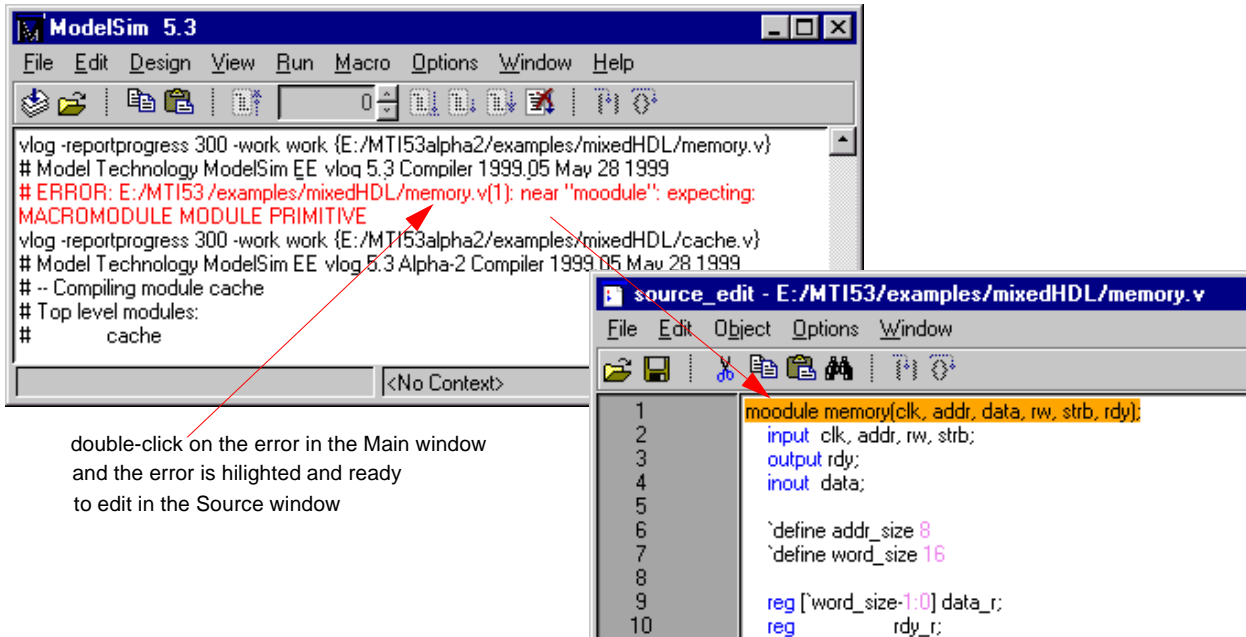 ModelSim 5.3
File Edit Design View Run Macro Options Window Help
0
vlog -reportprogress 300 -work work {E:/MTI53alpha2/examples/mixedHDL/memory.v}
# Model Technology ModelSim EE vlog 5.3 Compiler 1999.05 May 28 1999
# ERROR: E:/MTI53 /examples/mixedHDL/memory.v(1): near "moodule": expecting:
MACROMODULE MODULE PRIMITIVE
vlog -reportprogress 300 -work work {E:/MTI53alpha2/examples/mixedHDL/cache.v}
# Model Technology ModelSim EE vlog 5.3 Alpha-2 Compiler 1999.05 May 28 1999
# -- Compiling module cache
# Top level modules:
# cache
<No Context>
source_edit - E:/MTI53/examples/mixedHDL/memory.v
File Edit Object Options Window
1 moodule memory(clk, addr, data, rw, strb, rdy);
2 input clk, addr, rw, strb;
3 output rdy;
4 inout data;
5
6 `define addr_size 8
7 `define word_size 16
8
9 reg [`word_size-1:0] data_r;
10 reg rdy_r;
double-click on the error in the Main window
and the error is hilighted and ready
to edit in the Source window